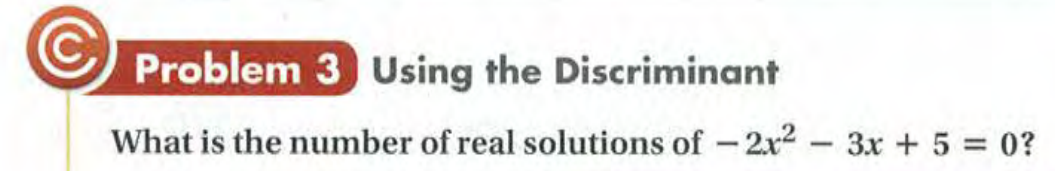 © Problem 3 Using the Discriminant
What is the number of real solutions of −2x² − 3x + 5 = 0?